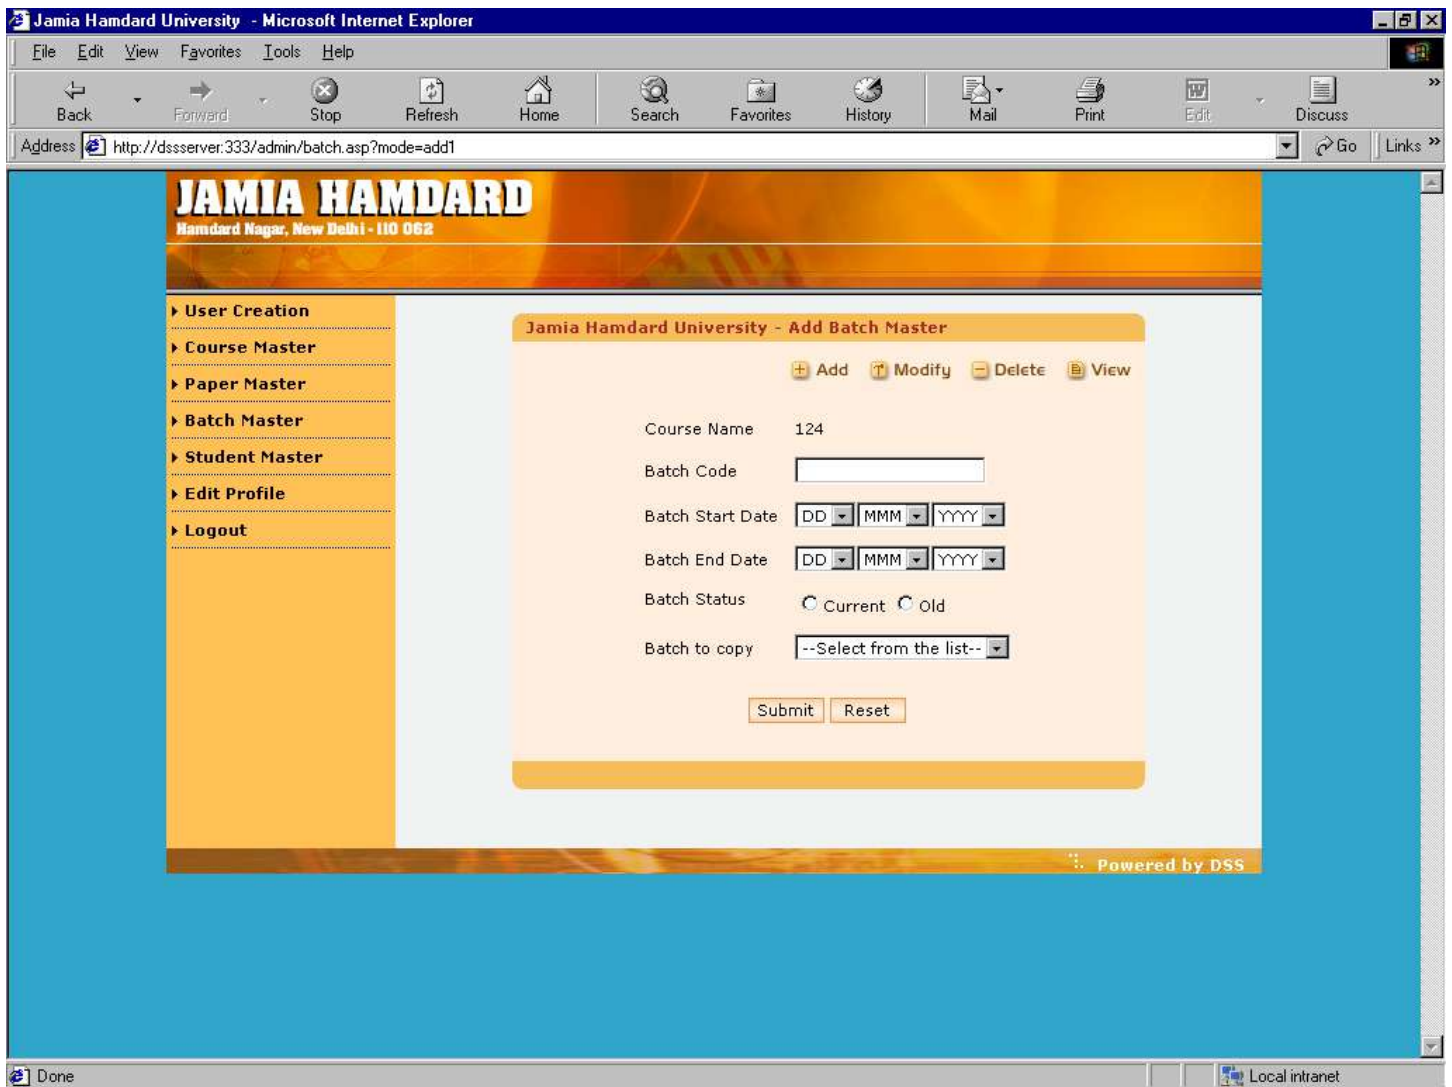 Jamia Hamdard University - Microsoft Internet Explorer
File Edit View Favorites Tools Help
Back Forward Stop Refresh Home Search Favorites History Mail Print Edit Discuss »
Address http://dssserver:333/admin/batch.asp?mode=add1 Go Links »
JAMIA HAMDARD
Hamdard Nagar, New Delhi - 110 062
User Creation
Course Master
Paper Master
Batch Master
Student Master
Edit Profile
Logout
Jamia Hamdard University - Add Batch Master
Add Modify Delete View
Course Name 124
Batch Code
Batch Start Date DD MMM YYYY
Batch End Date DD MMM YYYY
Batch Status Current Old
Batch to copy --Select from the list--
Submit Reset
Powered by DSS
Done Local intranet